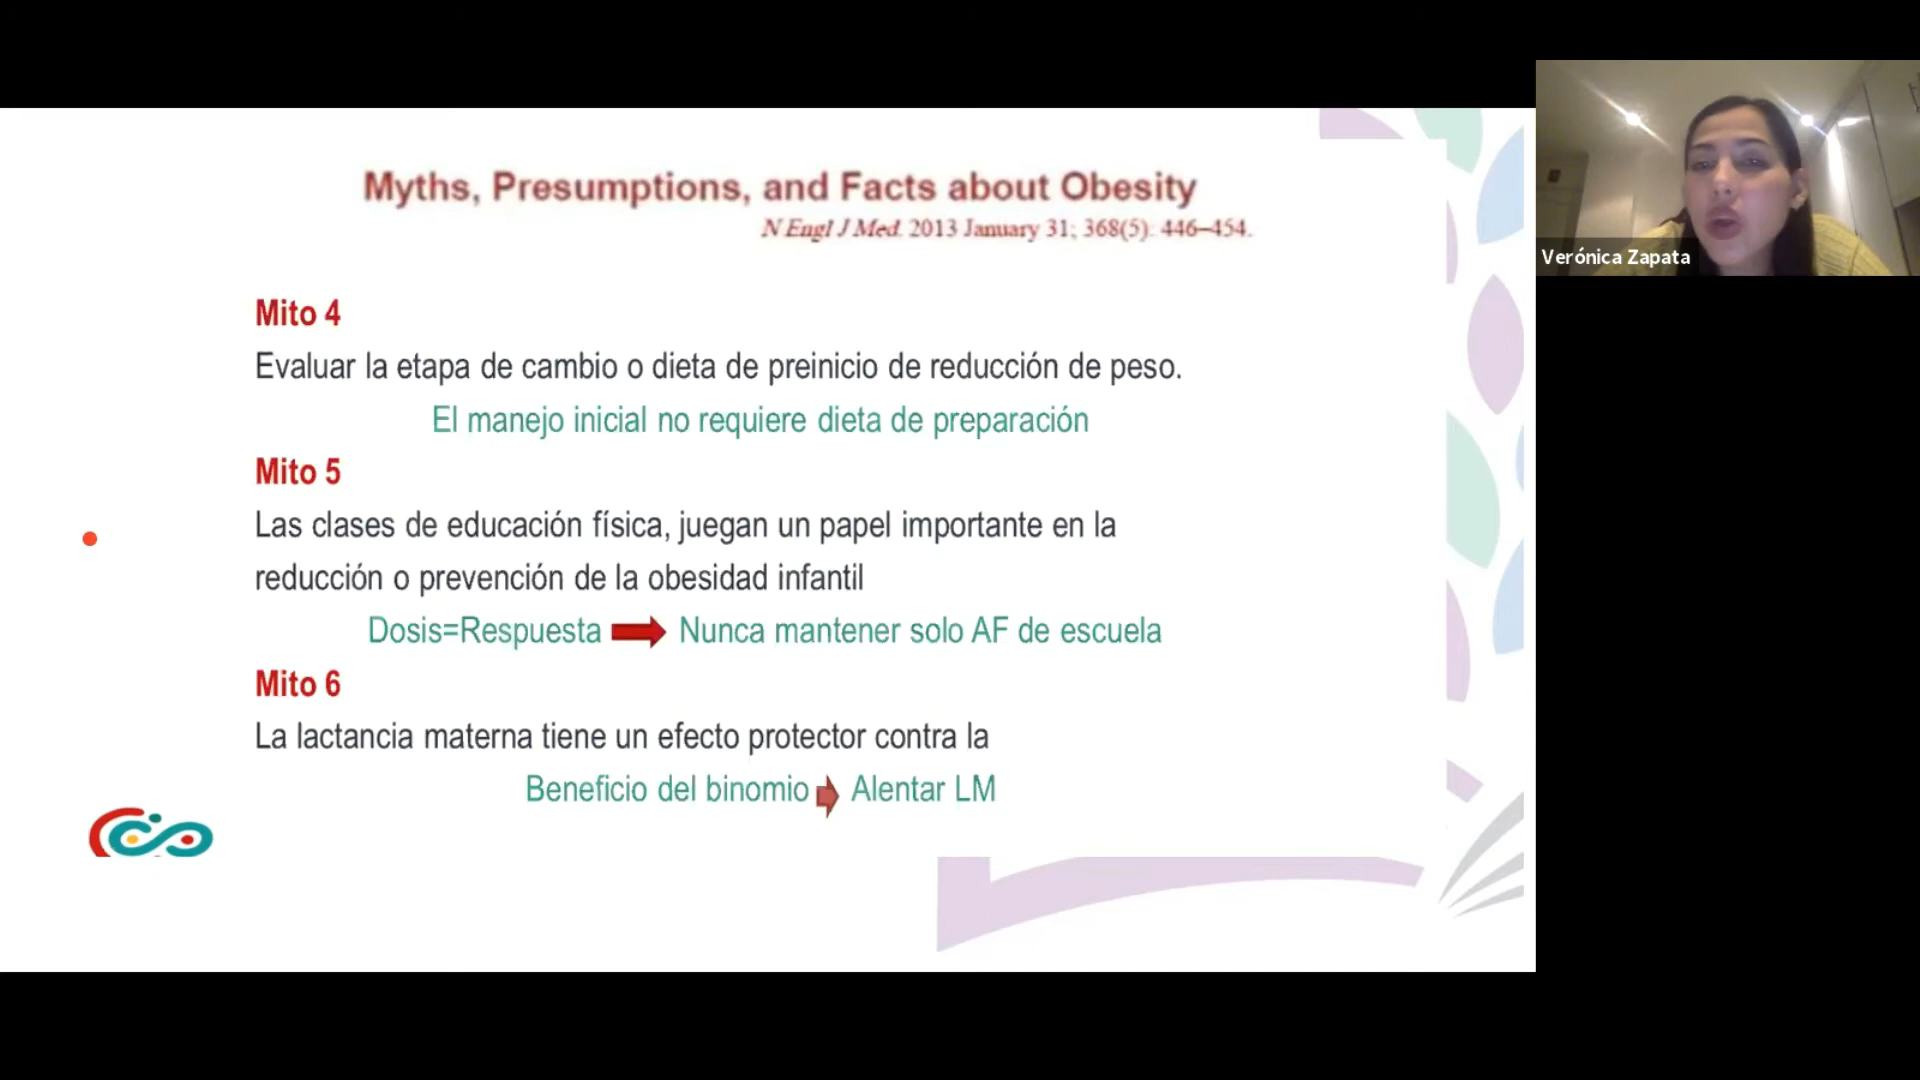 Myths, Presumptions, and Facts about Obesity
N Engl J Med. 2013 January 31; 368(5): 446–454.
Verónica Zapata
Mito 4
Evaluar la etapa de cambio o dieta de preinicio de reducción de peso.
El manejo inicial no requiere dieta de preparación
Mito 5
Las clases de educación física, juegan un papel importante en la
reducción o prevención de la obesidad infantil
Dosis=Respuesta Nunca mantener solo AF de escuela
Mito 6
La lactancia materna tiene un efecto protector contra la
Beneficio del binomio Alentar LM